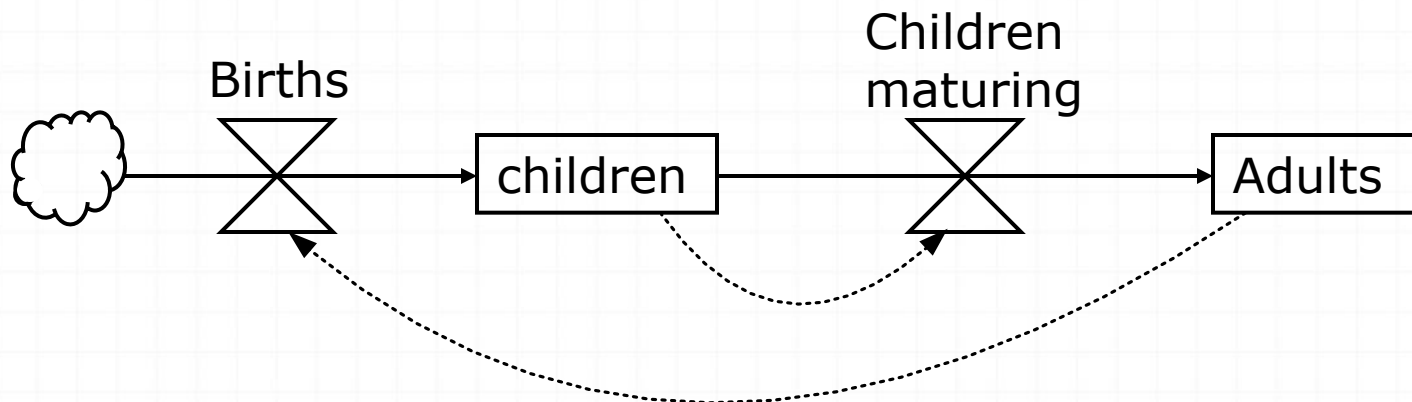 Births
Children
maturing
children
Adults